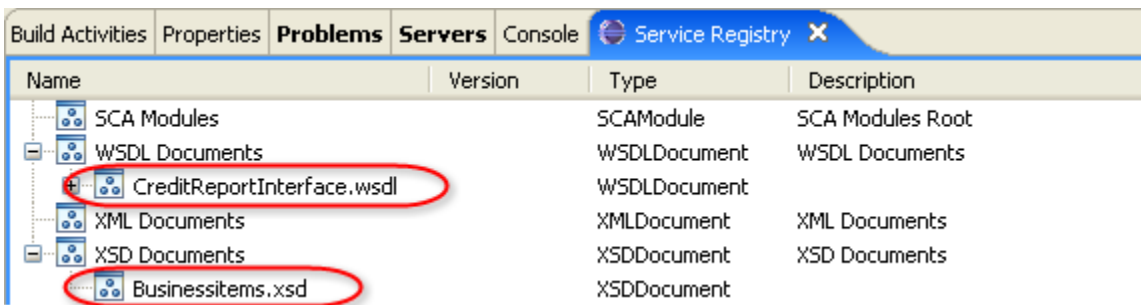 Build Activities Properties Problems Servers Console Service Registry
Name Version Type Description
SCA Modules SCAModule SCA Modules Root
WSDL Documents WSDLDocument WSDL Documents
CreditReportInterface.wsdl WSDLDocument
XML Documents XMLDocument XML Documents
XSD Documents XSDDocument XSD Documents
Businessitems.xsd XSDDocument